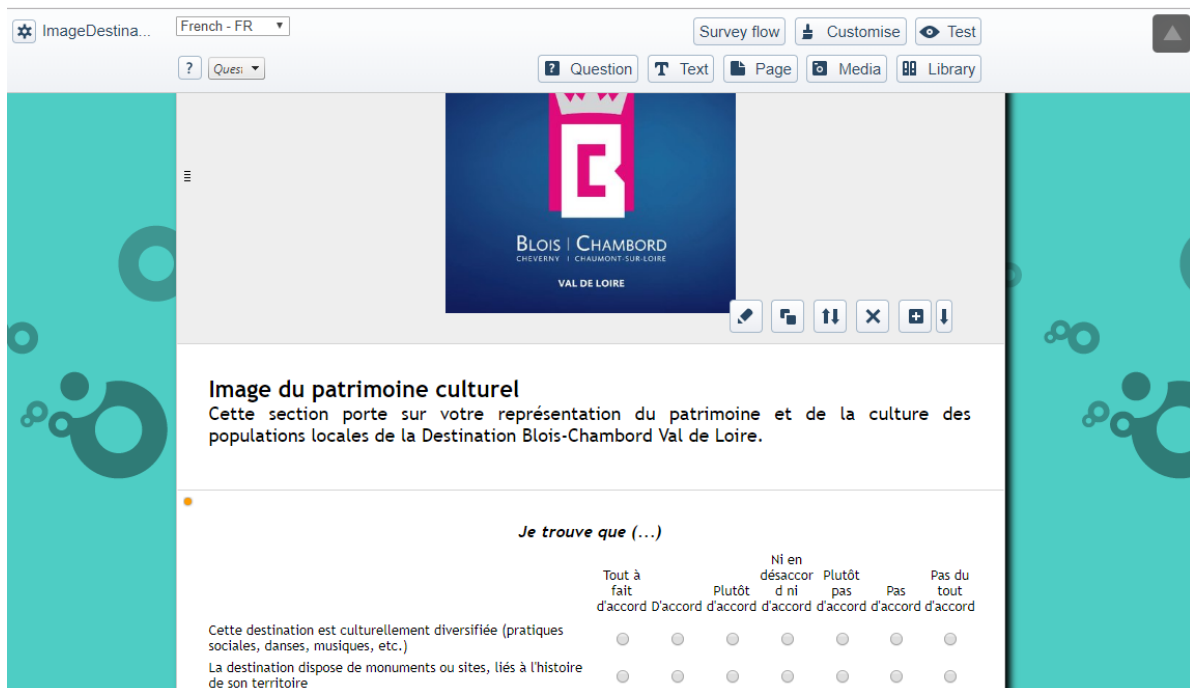 ImageDestina... French - FR Survey flow Customise Test
? Ques Question Text Page Media Library
BLOIS | CHAMBORD
CHEVERNY | CHAUMONT-SUR-LOIRE
VAL DE LOIRE
Image du patrimoine culturel
Cette section porte sur votre représentation du patrimoine et de la culture des
populations locales de la Destination Blois-Chambord Val de Loire.
Je trouve que (...)
Tout à fait d'accord D'accord Plutôt d'accord Ni en désaccor d ni d'accord Plutôt pas d'accord Pas d'accord Pas du tout d'accord
Cette destination est culturellement diversifiée (pratiques
sociales, danses, musiques, etc.)
La destination dispose de monuments ou sites, liés à l'histoire
de son territoire